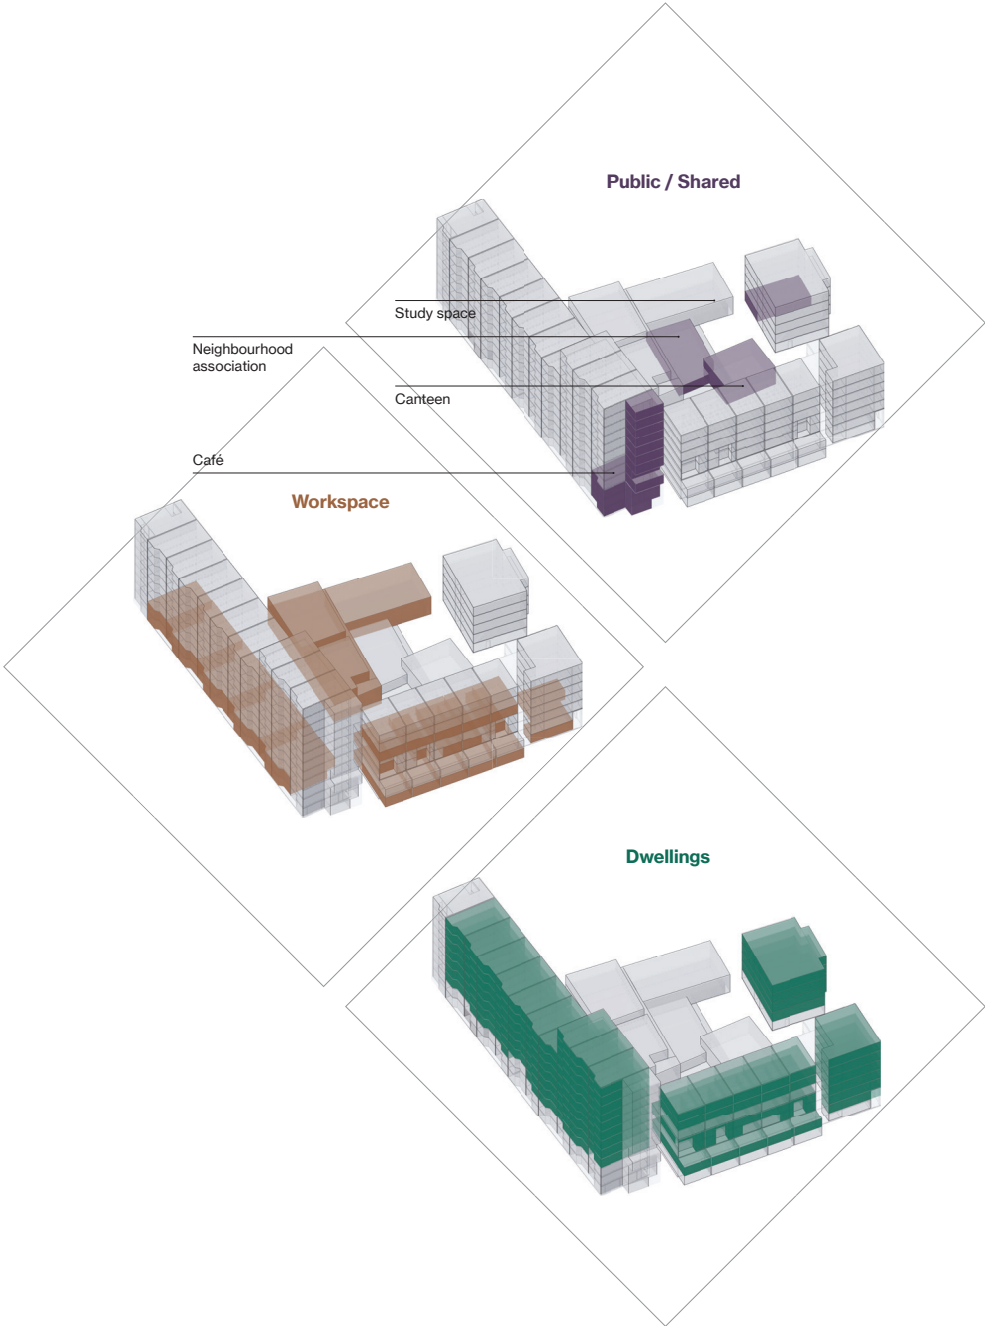 Public / Shared
Study space
Neighbourhood
association
Canteen
Café
Workspace
Dwellings